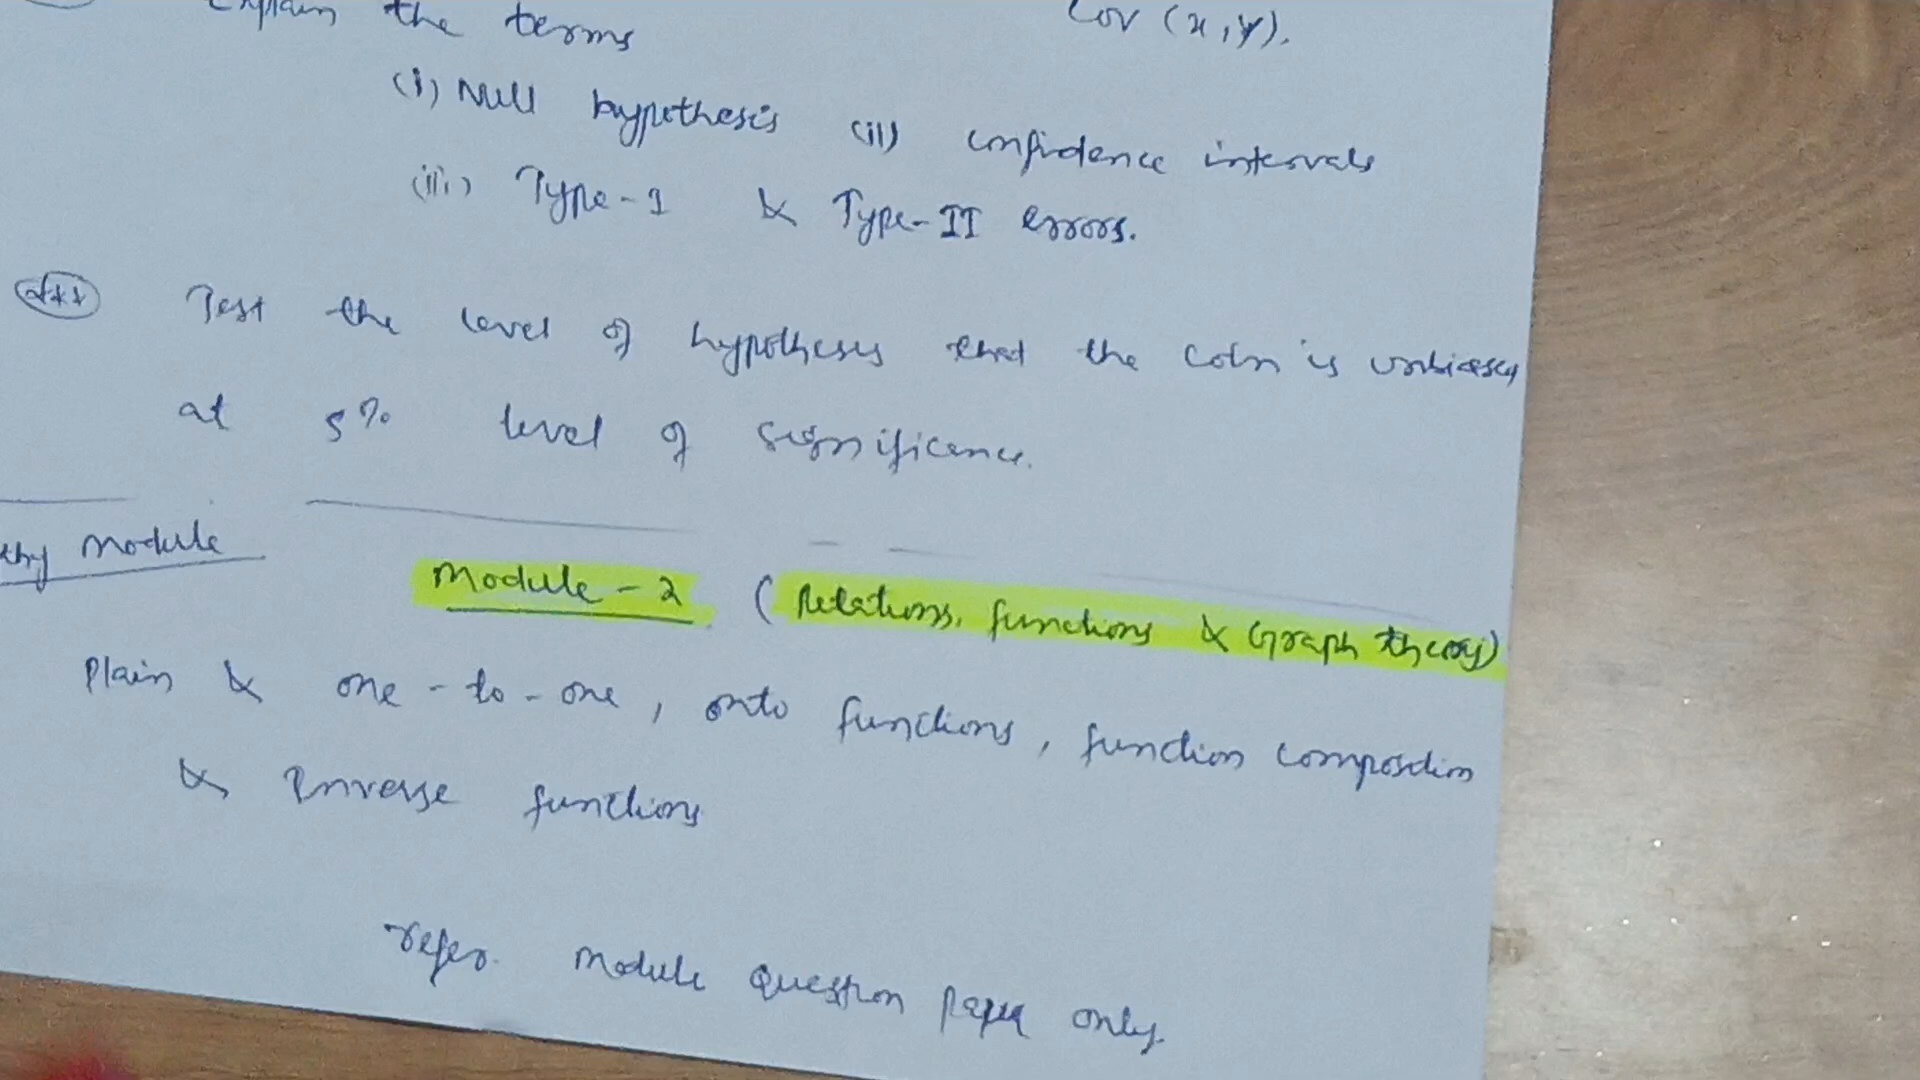 Explain the terms
Cov (x,y).
(i) Null hypothesis (ii) confidence intervals
(iii) Type-I & Type-II errors.
Test the level of hypothesis that the coin is unbiased
at 5% level of significance.
Module
Module-2 (Relations, functions & Graph theory)
Plain & one-to-one, onto functions, function composition
& Inverse functions
refer. Module Question Paper only.